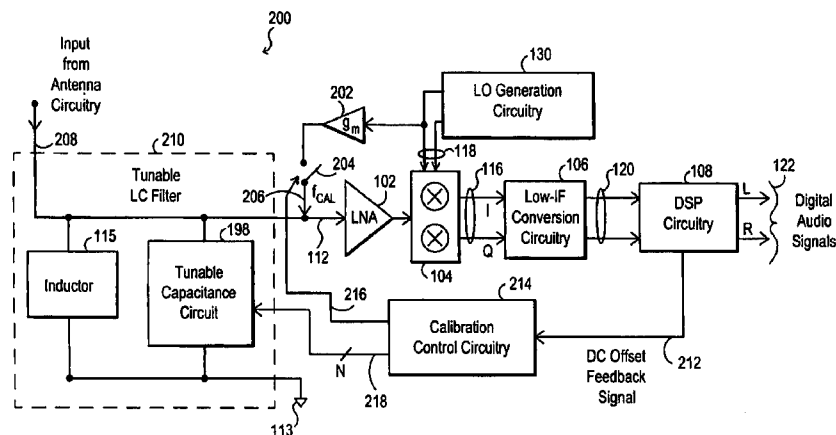 200
Input
from
Antenna
Circuitry
130
LO Generation
Circuitry
202
gm
208
210
118
Tunable
LC Filter
204
206
fCAL
102
LNA
112
116
I
Q
104
106
Low-IF
Conversion
Circuitry
120
108
DSP
Circuitry
L
R
122
Digital
Audio
Signals
115
Inductor
198
Tunable
Capacitance
Circuit
216
214
Calibration
Control Circuitry
N
218
DC Offset
Feedback
Signal
212
113